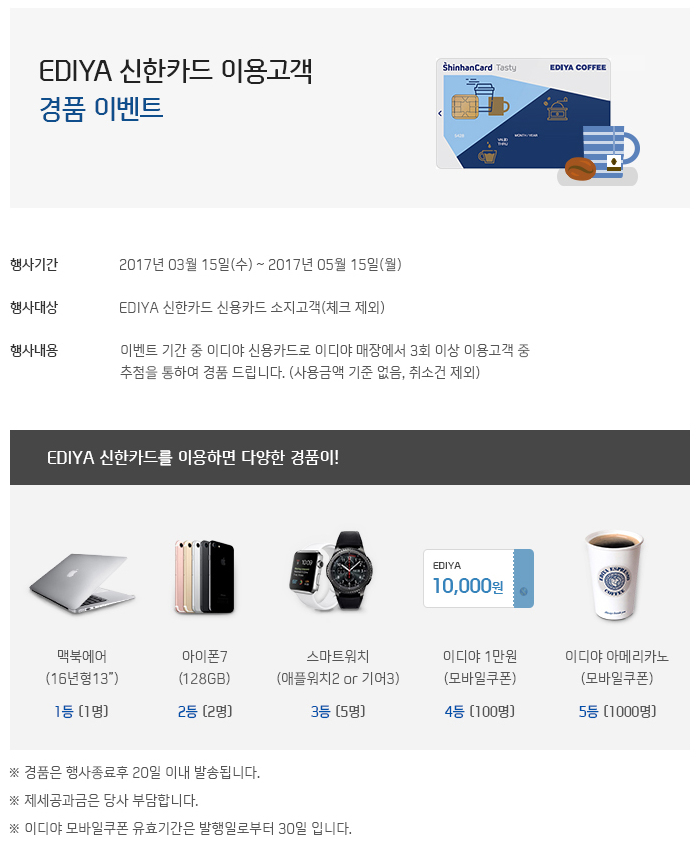 EDIYA 신한카드 이용고객
경품 이벤트
ShinhanCard Tasty EDIYA COFFEE
MONTH / YEAR
VALID
THRU
행사기간 2017년 03월 15일(수) ~ 2017년 05월 15일(월)
행사대상 EDIYA 신한카드 신용카드 소지고객(체크 제외)
행사내용 이벤트 기간 중 이디야 신용카드로 이디야 매장에서 3회 이상 이용고객 중
추첨을 통하여 경품 드립니다. (사용금액 기준 없음, 취소건 제외)
EDIYA 신한카드를 이용하면 다양한 경품이!
EDIYA
10,000원
EDIYA ESPRESSO
COFFEE
맥북에어 아이폰7 스마트워치 이디야 1만원 이디야 아메리카노
(16년형13") (128GB) (애플워치2 or 기어3) (모바일쿠폰) (모바일쿠폰)
1등 (1명) 2등 (2명) 3등 (5명) 4등 (100명) 5등 (1000명)
※ 경품은 행사종료후 20일 이내 발송됩니다.
※ 제세공과금은 당사 부담합니다.
※ 이디야 모바일쿠폰 유효기간은 발행일로부터 30일 입니다.